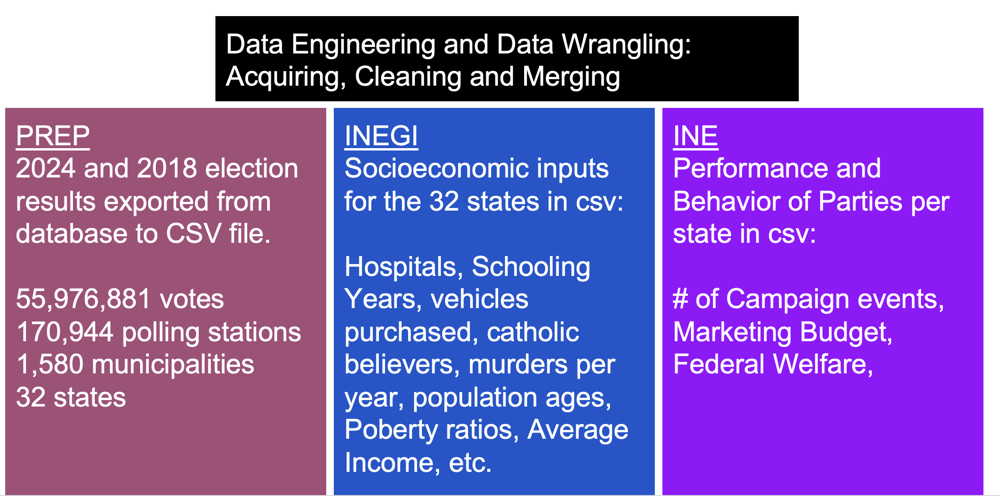 Data Engineering and Data Wrangling:
Acquiring, Cleaning and Merging
PREP
2024 and 2018 election
results exported from
database to CSV file.
55,976,881 votes
170,944 polling stations
1,580 municipalities
32 states
INEGI
Socioeconomic inputs
for the 32 states in csv:
Hospitals, Schooling
Years, vehicles
purchased, catholic
believers, murders per
year, population ages,
Poberty ratios, Average
Income, etc.
INE
Performance and
Behavior of Parties per
state in csv:
# of Campaign events,
Marketing Budget,
Federal Welfare,